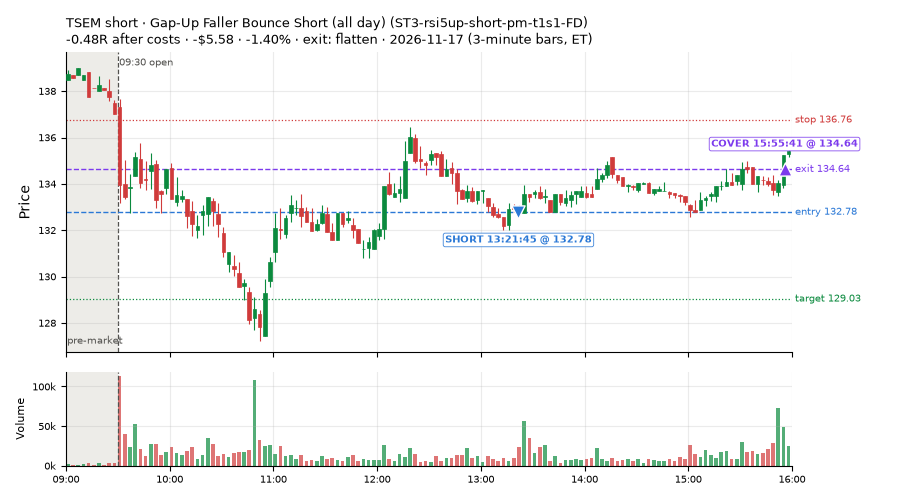 TSEM short · Gap-Up Faller Bounce Short (all day) (ST3-rsi5up-short-pm-t1s1-FD)
-0.48R after costs · -$5.58 · -1.40% · exit: flatten · 2026-11-17 (3-minute bars, ET)
09:30 open
138
136
134
132
130
128
Price
stop 136.76
COVER 15:55:41 @ 134.64
exit 134.64
entry 132.78
SHORT 13:21:45 @ 132.78
target 129.03
pre-market
100k
50k
0k
Volume
09:00
10:00
11:00
12:00
13:00
14:00
15:00
16:00